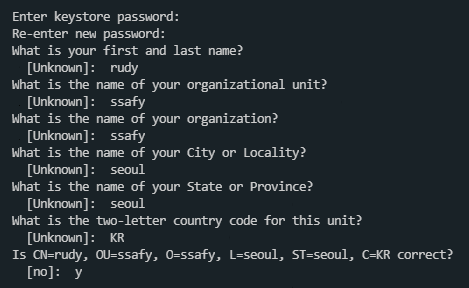 Enter keystore password:
Re-enter new password:
What is your first and last name?
  [Unknown]:  rudy
What is the name of your organizational unit?
  [Unknown]:  ssafy
What is the name of your organization?
  [Unknown]:  ssafy
What is the name of your City or Locality?
  [Unknown]:  seoul
What is the name of your State or Province?
  [Unknown]:  seoul
What is the two-letter country code for this unit?
  [Unknown]:  KR
Is CN=rudy, OU=ssafy, O=ssafy, L=seoul, ST=seoul, C=KR correct?
  [no]:  y